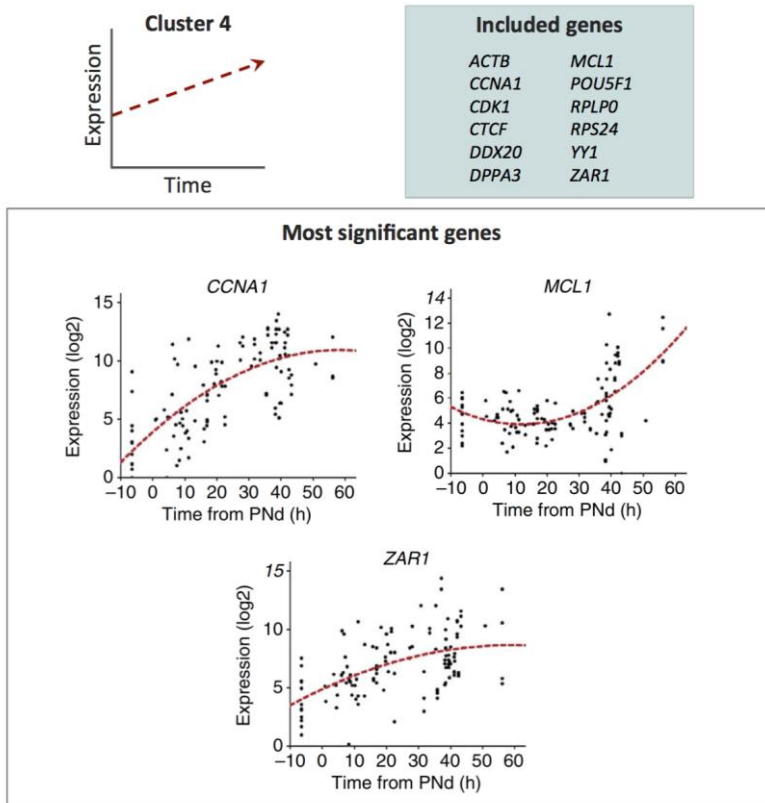 Cluster 4
Expression
Time
Included genes
ACTB MCL1
CCNA1 POU5F1
CDK1 RPLP0
CTCF RPS24
DDX20 YY1
DPPA3 ZAR1
Most significant genes
CCNA1
Expression (log2)
15
10
5
0
–10 0 10 20 30 40 50 60
Time from PNd (h)
MCL1
Expression (log2)
14
12
10
8
6
4
2
0
–10 0 10 20 30 40 50 60
Time from PNd (h)
ZAR1
Expression (log2)
15
10
5
0
–10 0 10 20 30 40 50 60
Time from PNd (h)